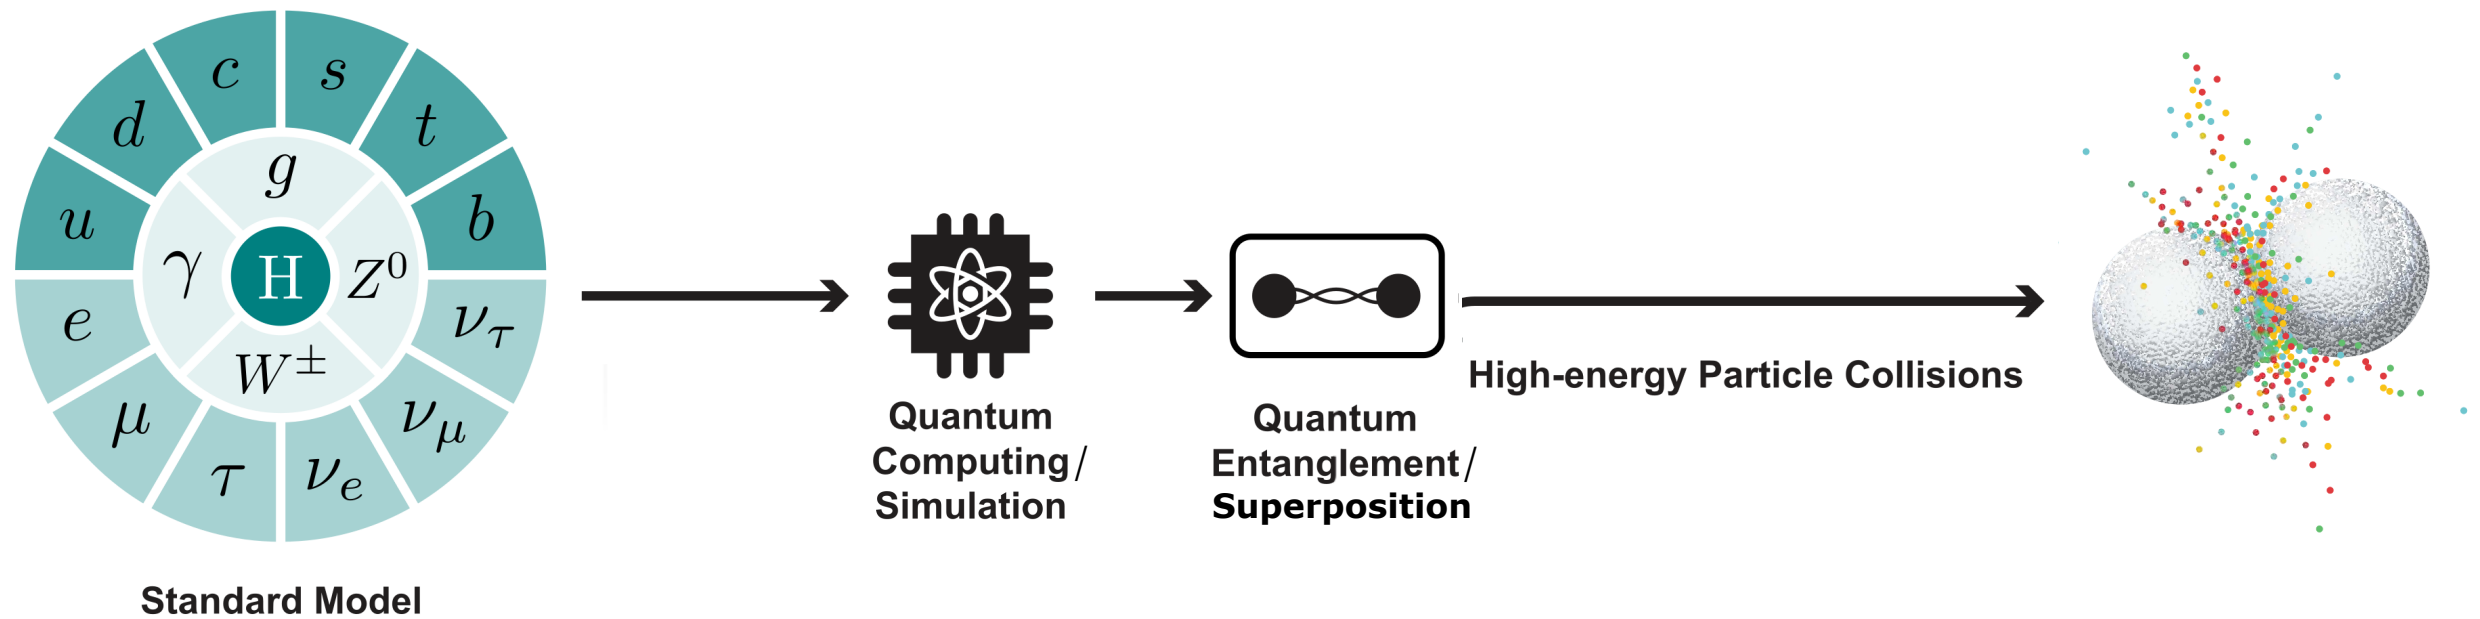 c
s
d
t
u
b
g
γ
H
Z⁰
W±
e
ν_τ
μ
ν_μ
τ
ν_e
Standard Model
Quantum
Computing/
Simulation
Quantum
Entanglement/
Superposition
High-energy Particle Collisions